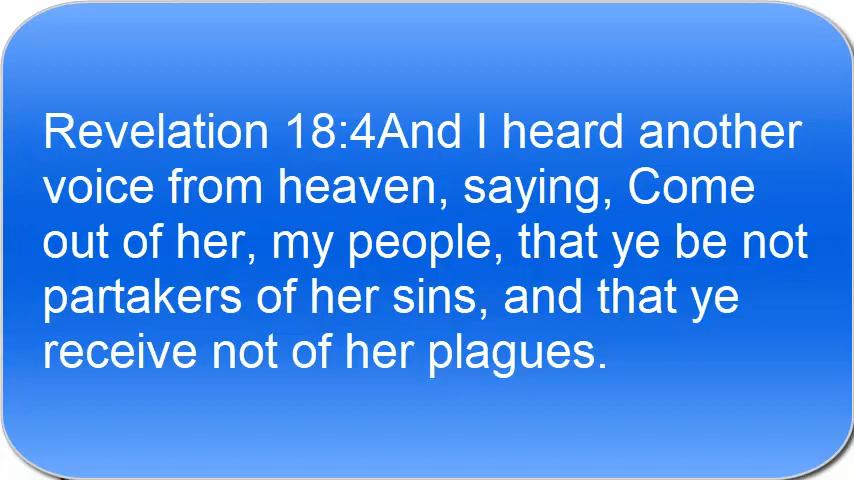 Revelation 18:4And I heard another
voice from heaven, saying, Come
out of her, my people, that ye be not
partakers of her sins, and that ye
receive not of her plagues.